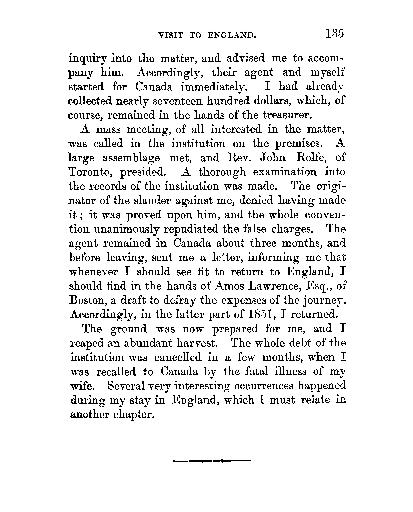 VISIT TO ENGLAND. 135
inquiry into the matter, and advised me to accom-
pany him. Accordingly, their agent and myself
started for Canada immediately. I had already
collected nearly seventeen hundred dollars, which, of
course, remained in the hands of the treasurer.
A mass meeting, of all interested in the matter,
was called in the institution on the premises. A
large assemblage met, and Rev. John Rolfe, of
Toronto, presided. A thorough examination into
the records of the institution was made. The origi-
nator of the slander against me, denied having made
it; it was proved upon him, and the whole conven-
tion unanimously repudiated the false charges. The
agent remained in Canada about three months, and
before leaving, sent me a letter, informing me that
whenever I should see fit to return to England, I
should find in the hands of Amos Lawrence, Esq., of
Boston, a draft to defray the expenses of the journey.
Accordingly, in the latter part of 1851, I returned.
The ground was now prepared for me, and I
reaped an abundant harvest. The whole debt of the
institution was cancelled in a few months, when I
was recalled to Canada by the fatal illness of my
wife. Several very interesting occurrences happened
during my stay in England, which I must relate in
another chapter.